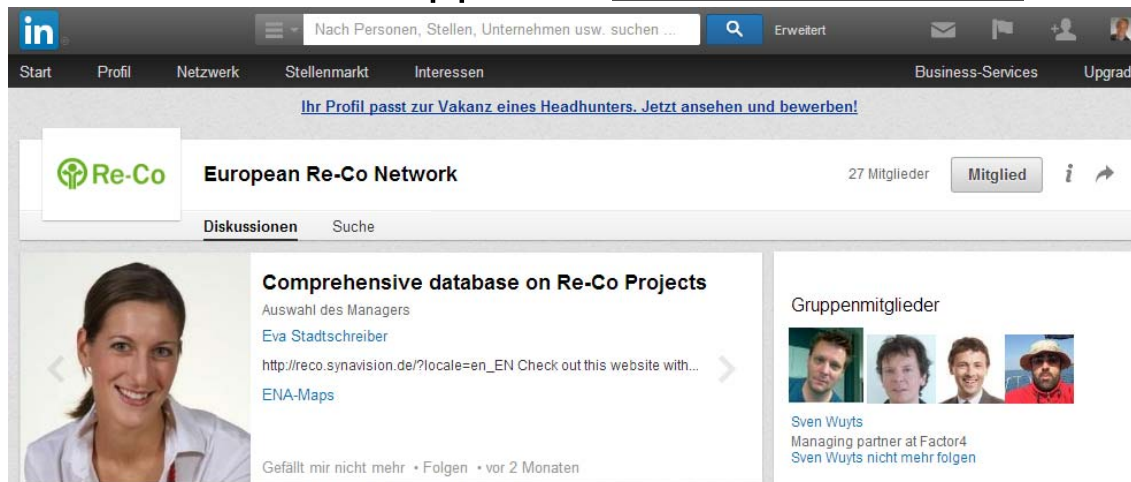 in
Nach Personen, Stellen, Unternehmen usw. suchen ...
Erweitert
Start Profil Netzwerk Stellenmarkt Interessen Business-Services Upgrad
Ihr Profil passt zur Vakanz eines Headhunters. Jetzt ansehen und bewerben!
Re-Co
European Re-Co Network
27 Mitglieder
Mitglied
i
Diskussionen Suche
Comprehensive database on Re-Co Projects
Auswahl des Managers
Eva Stadtschreiber
http://reco.synavision.de/?locale=en_EN Check out this website with...
ENA-Maps
Gefällt mir nicht mehr • Folgen • vor 2 Monaten
Gruppenmitglieder
Sven Wuyts
Managing partner at Factor4
Sven Wuyts nicht mehr folgen